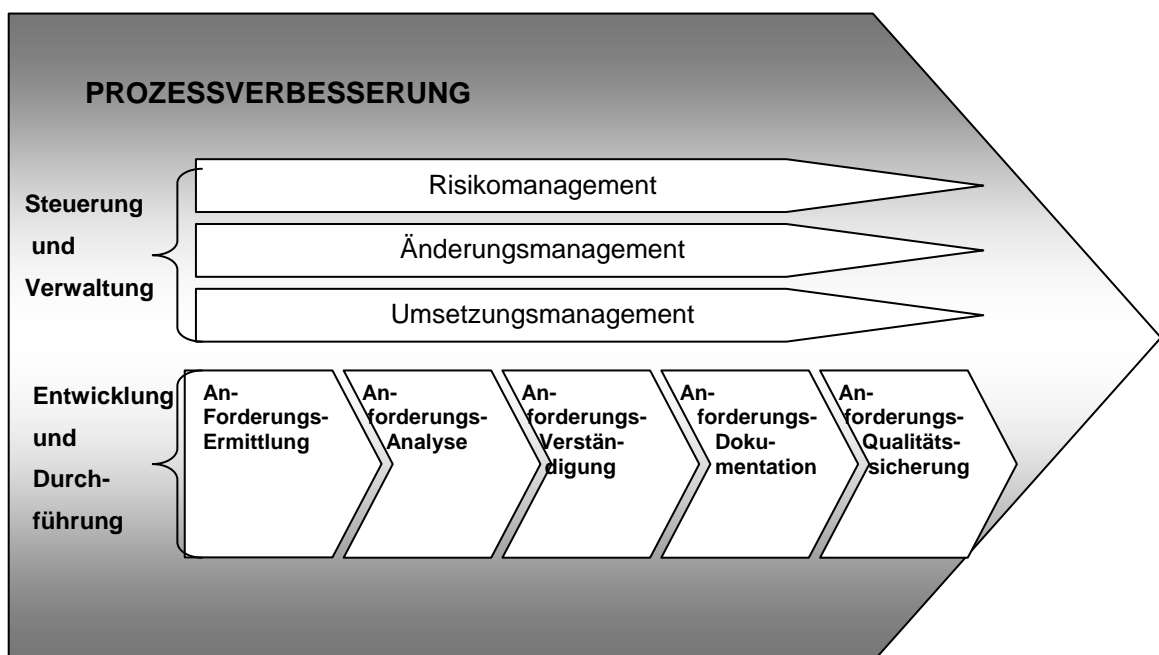 PROZESSVERBESSERUNG
Steuerung
und
Verwaltung
Risikomanagement
Änderungsmanagement
Umsetzungsmanagement
Entwicklung
und
Durch-
führung
An-
Forderungs-
Ermittlung
An-
forderungs-
Analyse
An-
forderungs-
Verstän-
digung
An-
forderungs-
Doku-
mentation
An-
forderungs-
Qualitäts-
sicherung